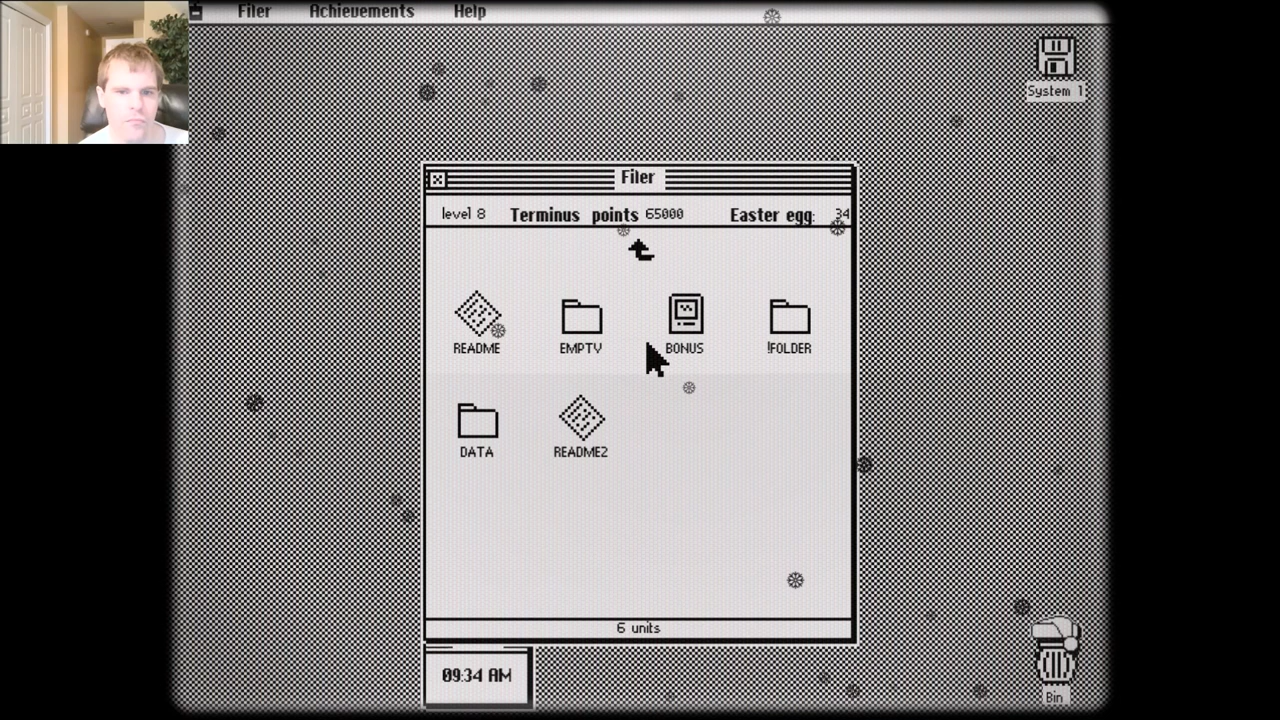 Filer Achievements Help
System 1
Filer
level 8 Terminus points 65000 Easter egg: 34
README EMPTY BONUS !FOLDER
DATA README2
6 units
09:34 AM
Bin